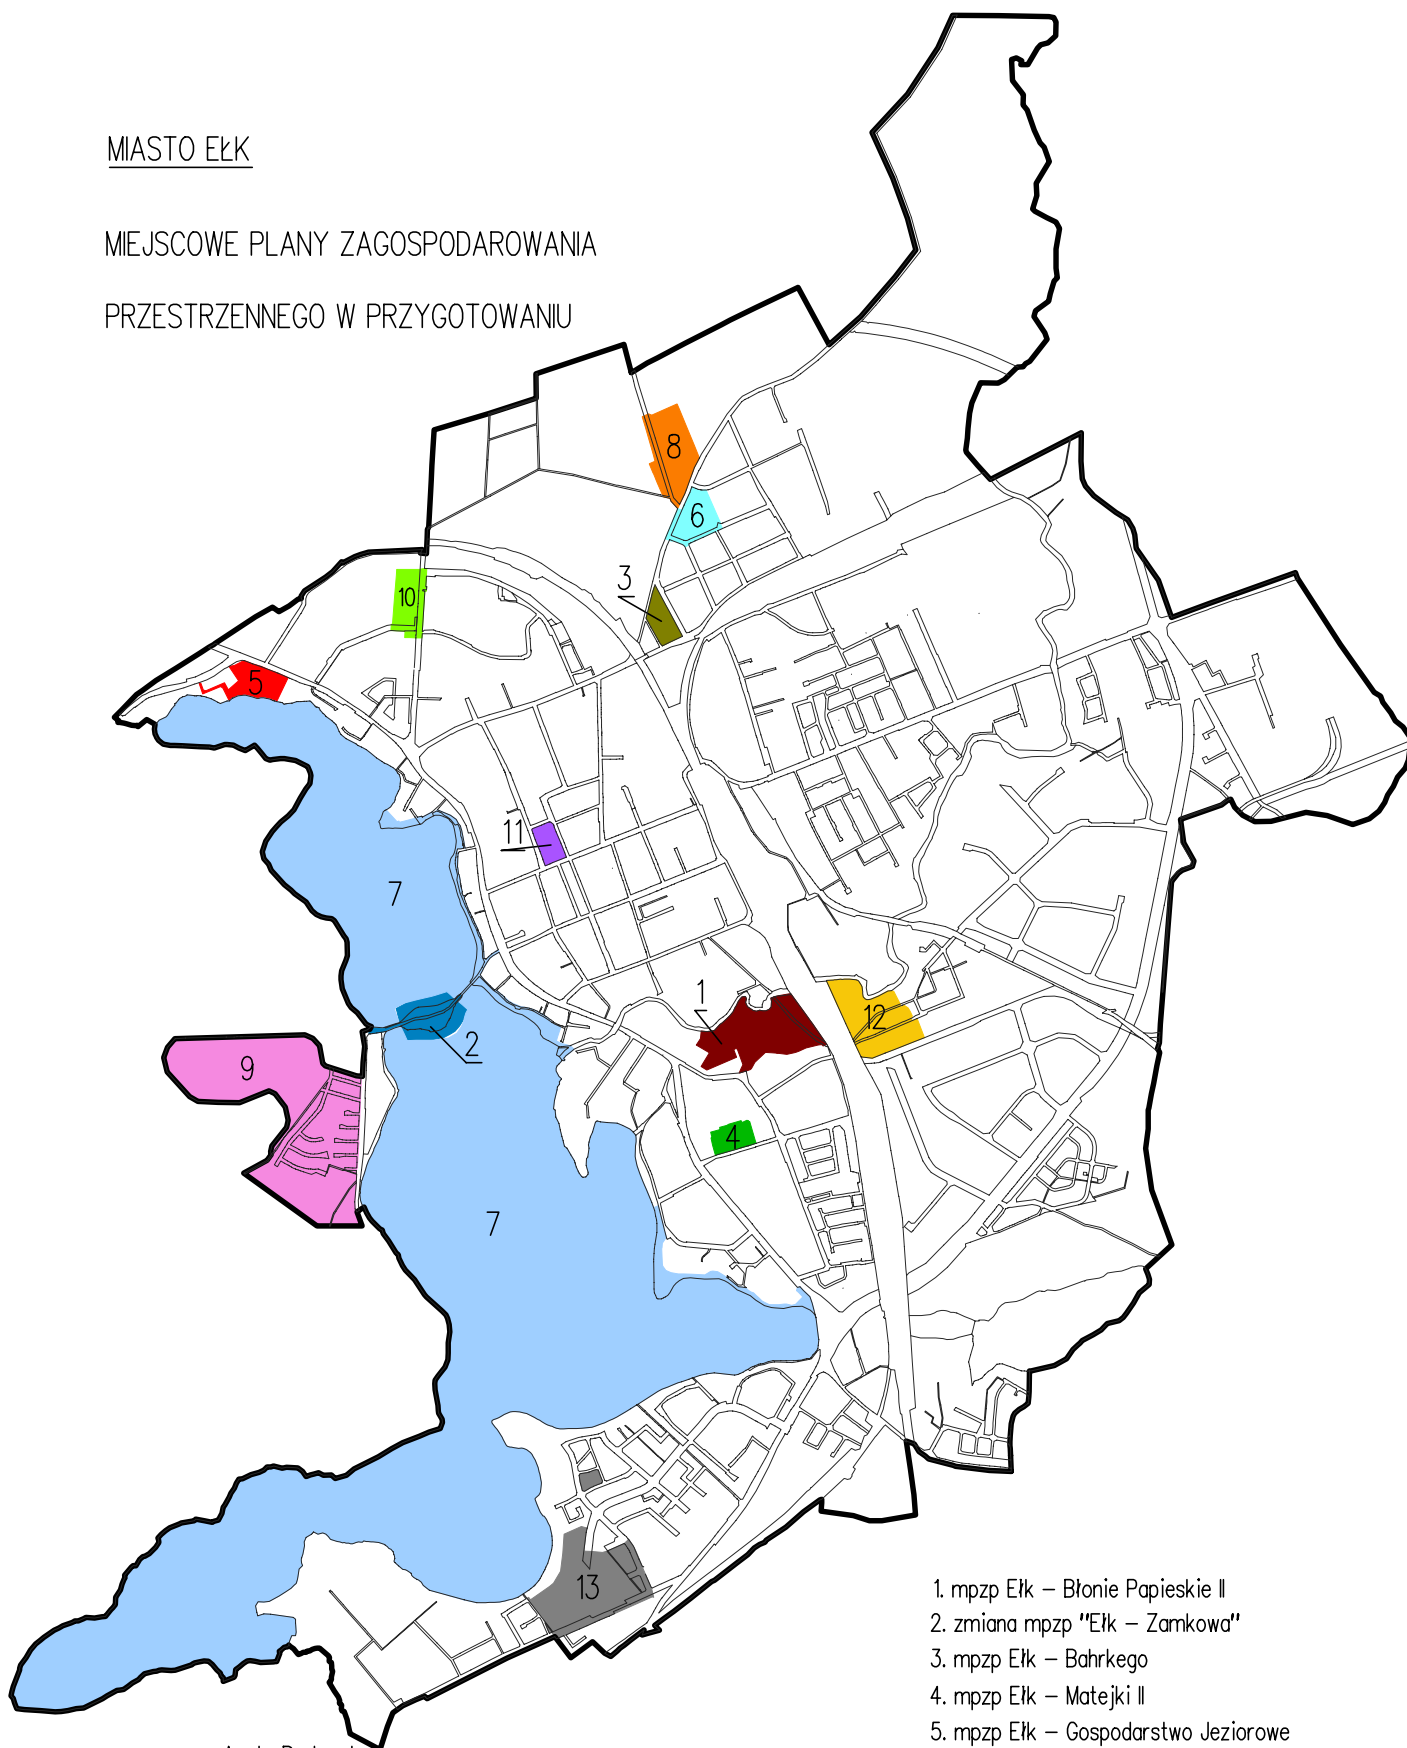 MIASTO EŁK
MIEJSCOWE PLANY ZAGOSPODAROWANIA
PRZESTRZENNEGO W PRZYGOTOWANIU
8
6
3
10
5
11
7
1
12
2
9
4
7
13
1. mpzp Ełk – Błonie Papieskie II
2. zmiana mpzp "Ełk – Zamkowa"
3. mpzp Ełk – Bahrkego
4. mpzp Ełk – Matejki II
5. mpzp Ełk – Gospodarstwo Jeziorowe